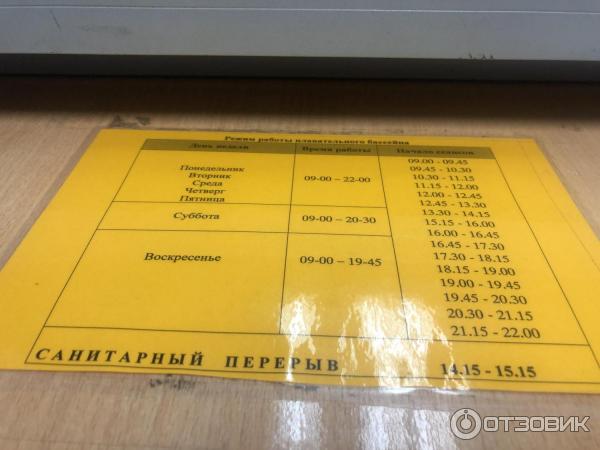 Режим работы плавательного бассейна
День недели Время работы Начало сеансов
Понедельник
Вторник
Среда
Четверг
Пятница
09-00 – 22-00
Суббота
09-00 – 20-30
Воскресенье
09-00 – 19-45
09.00 - 09.45
09.45 - 10.30
10.30 - 11.15
11.15 - 12.00
12.00 - 12.45
12.45 - 13.30
13.30 - 14.15
15.15 - 16.00
16.00 - 16.45
16.45 - 17.30
17.30 - 18.15
18.15 - 19.00
19.00 - 19.45
19.45 - 20.30
20.30 - 21.15
21.15 - 22.00
САНИТАРНЫЙ ПЕРЕРЫВ 14.15 - 15.15
ОТЗОВИК